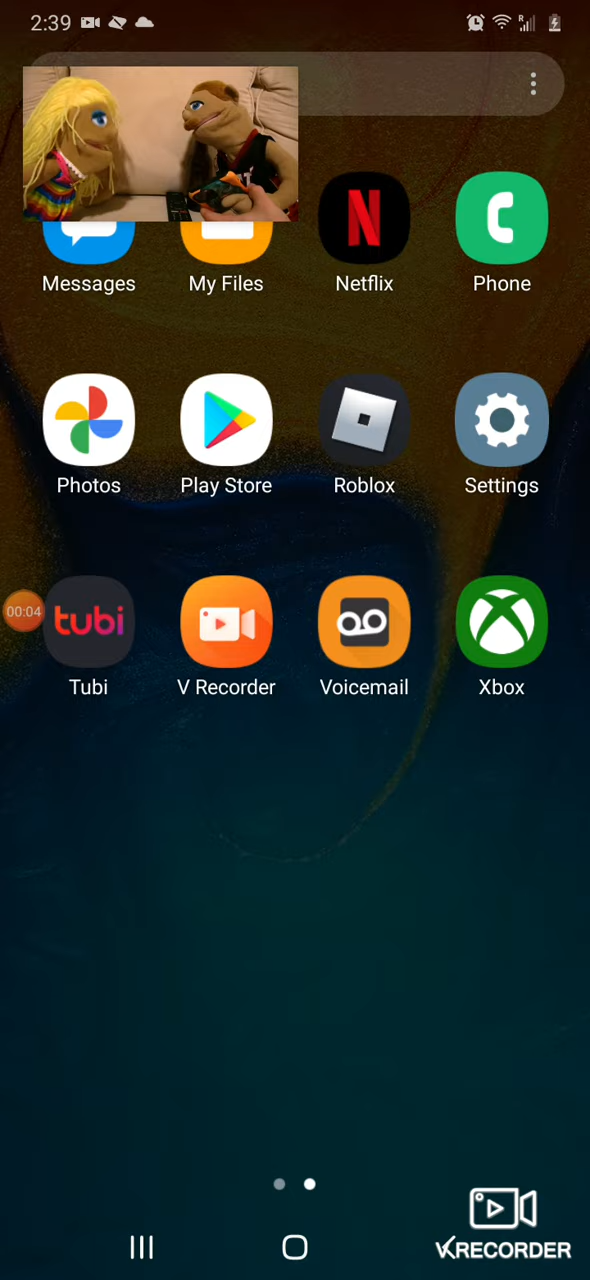 2:39
R
Messages My Files Netflix Phone
Photos Play Store Roblox Settings
00:04
tubi
Tubi V Recorder Voicemail Xbox
VRECORDER